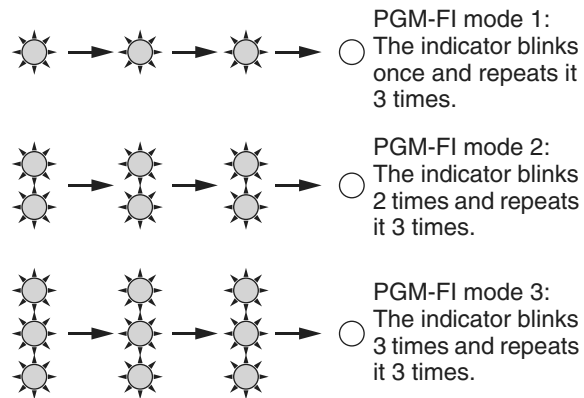 PGM-FI mode 1:
The indicator blinks
once and repeats it
3 times.
PGM-FI mode 2:
The indicator blinks
2 times and repeats
it 3 times.
PGM-FI mode 3:
The indicator blinks
3 times and repeats
it 3 times.